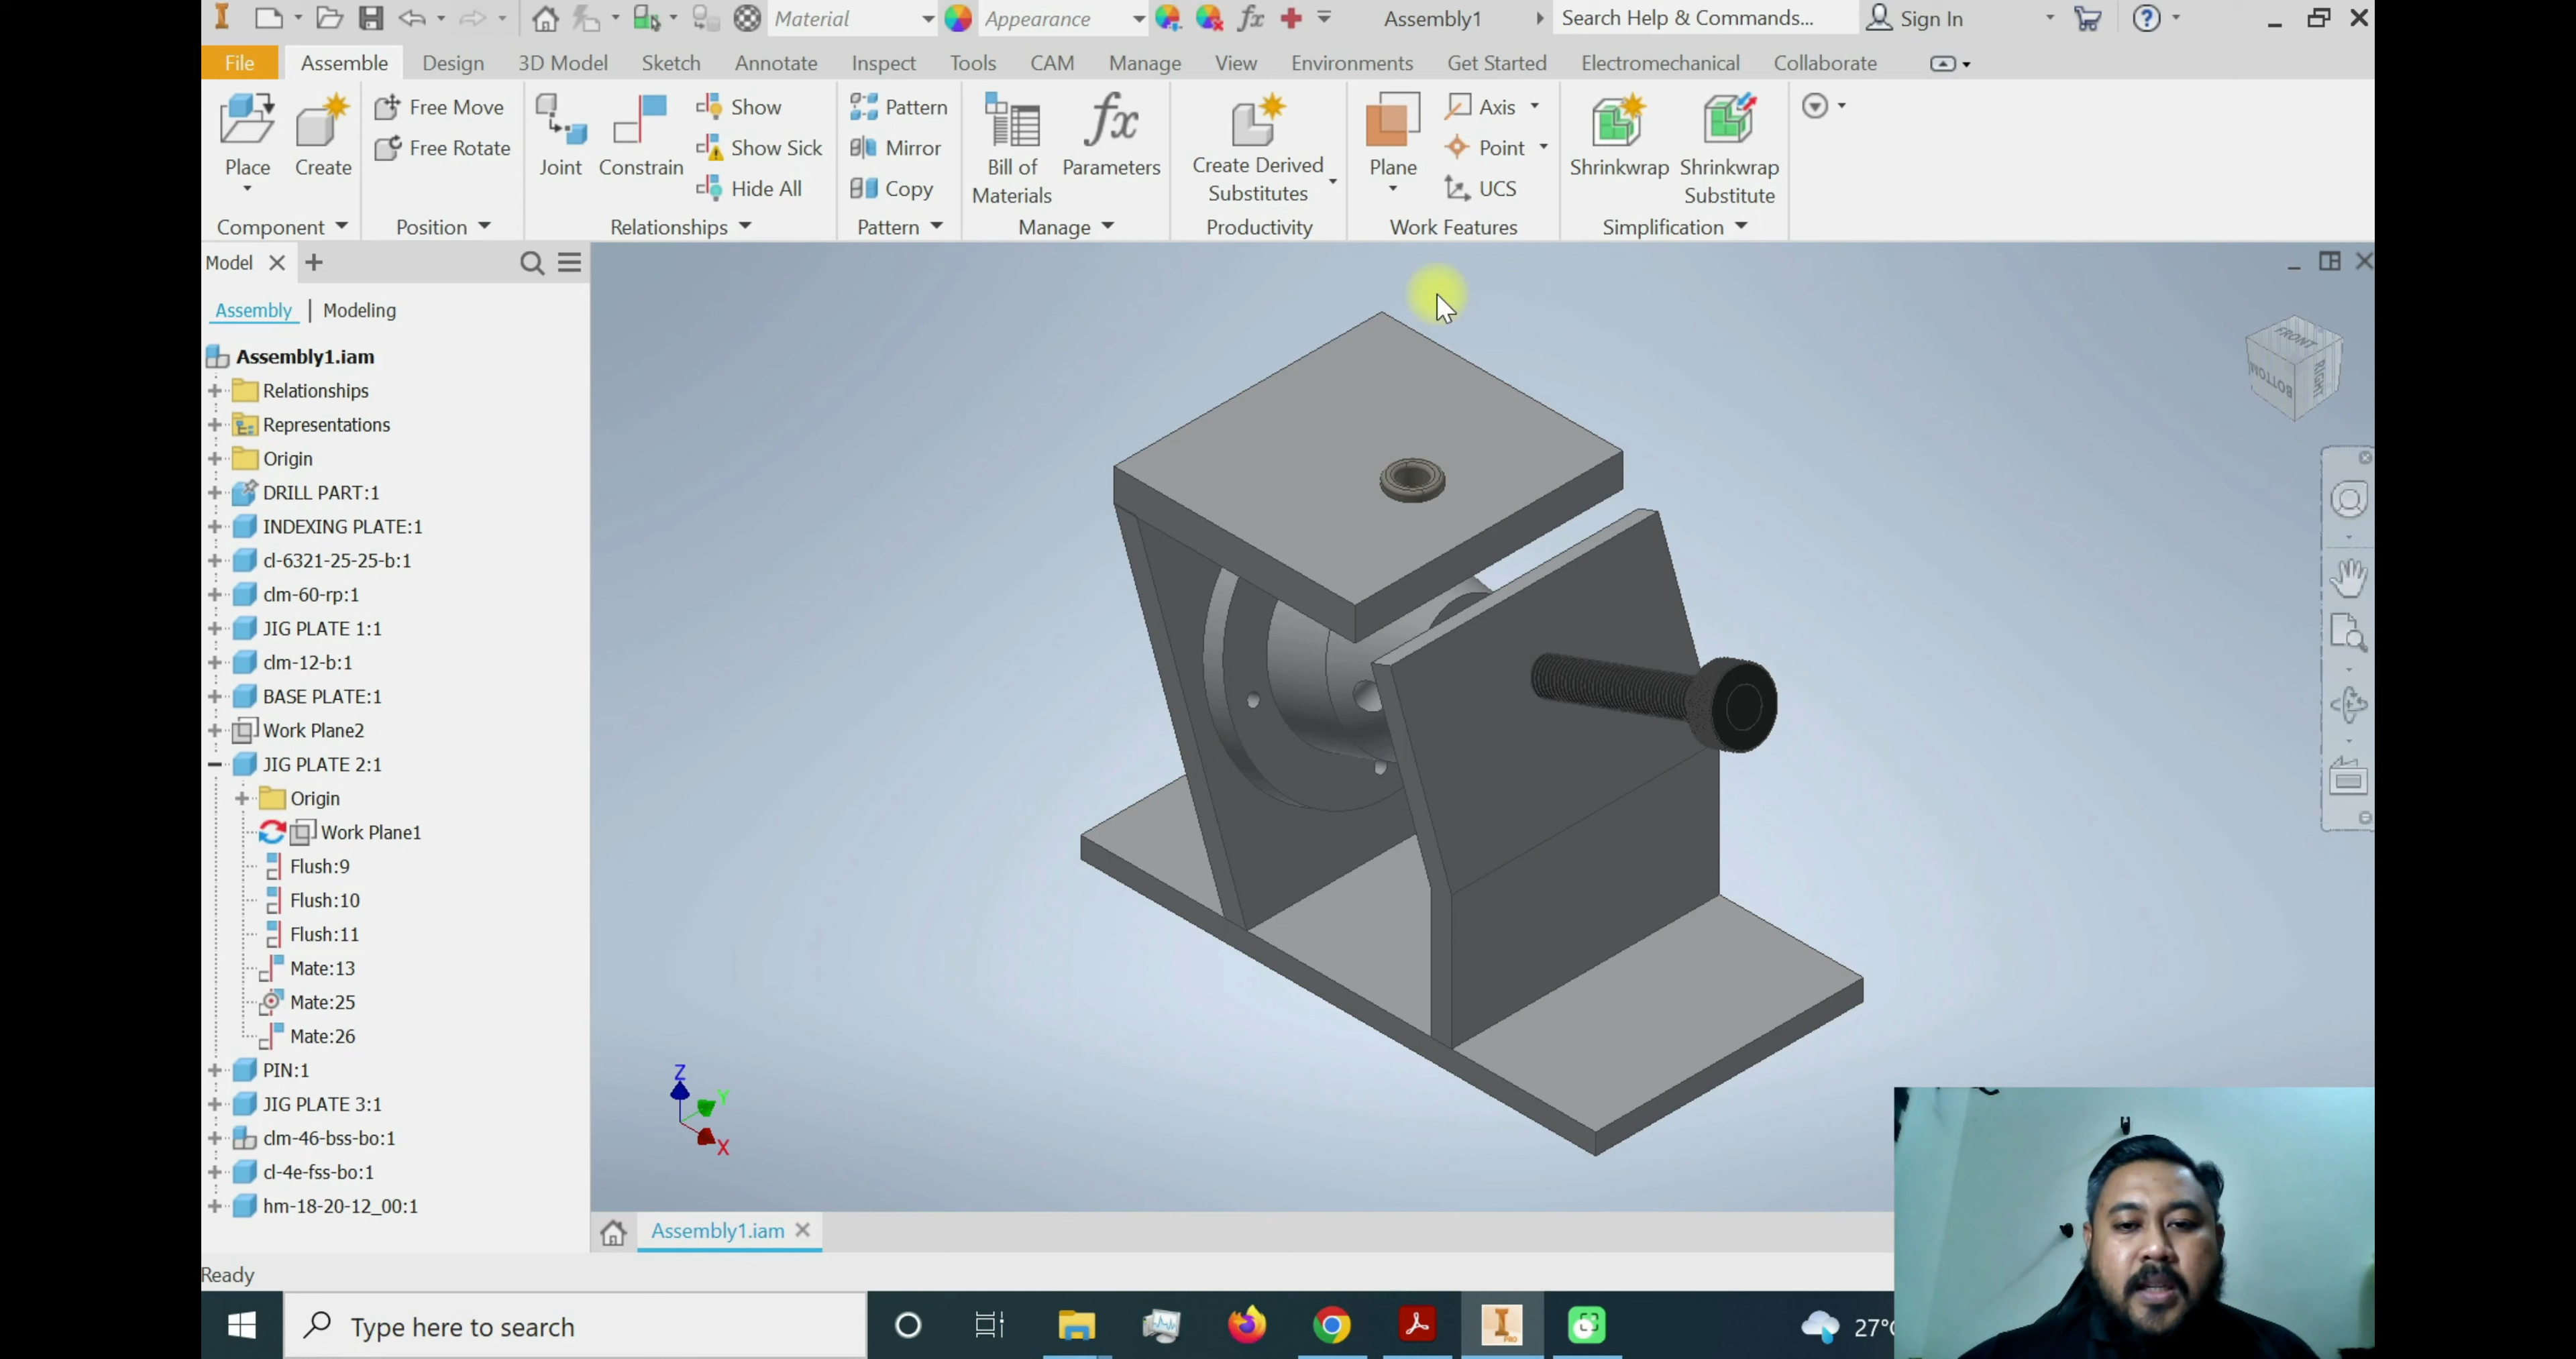 Material
Appearance
fx
Assembly1
Search Help & Commands...
Sign In
File
Assemble
Design
3D Model
Sketch
Annotate
Inspect
Tools
CAM
Manage
View
Environments
Get Started
Electromechanical
Collaborate
Place
Create
Free Move
Free Rotate
Joint
Constrain
Show
Show Sick
Hide All
Pattern
Mirror
Copy
Bill of
Materials
fx
Parameters
Create Derived
Substitutes
Plane
Axis
Point
UCS
Shrinkwrap
Shrinkwrap
Substitute
Component
Position
Relationships
Pattern
Manage
Productivity
Work Features
Simplification
Model
Assembly | Modeling
Assembly1.iam
Relationships
Representations
Origin
DRILL PART:1
INDEXING PLATE:1
cl-6321-25-25-b:1
clm-60-rp:1
JIG PLATE 1:1
clm-12-b:1
BASE PLATE:1
Work Plane2
JIG PLATE 2:1
Origin
Work Plane1
Flush:9
Flush:10
Flush:11
Mate:13
Mate:25
Mate:26
PIN:1
JIG PLATE 3:1
clm-46-bss-bo:1
cl-4e-fss-bo:1
hm-18-20-12_00:1
FRONT
BOTTOM
RIGHT
Z
Y
X
Assembly1.iam
Ready
Type here to search
I
PRO
27°C